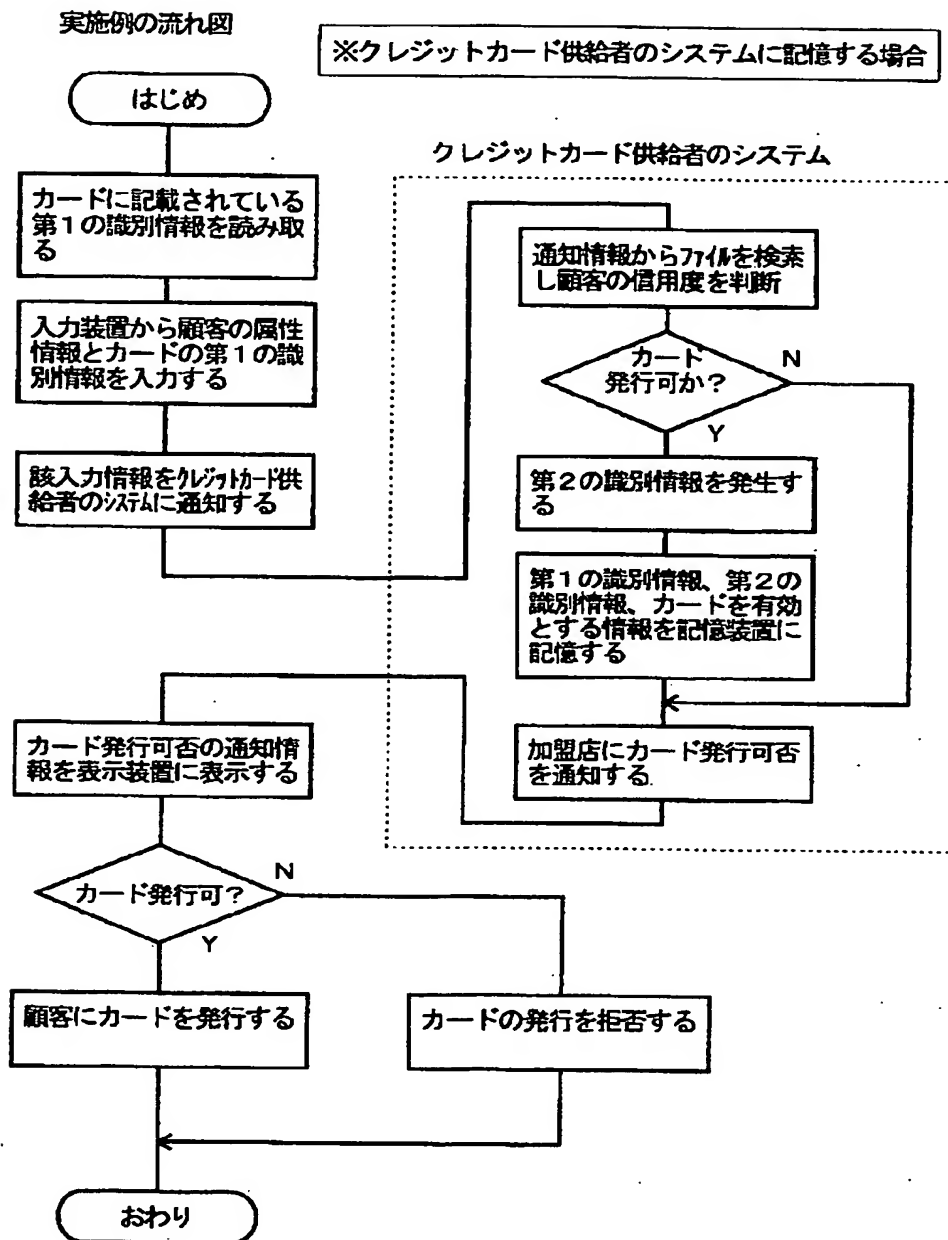 実施例の流れ図
※クレジットカード供給者のシステムに記憶する場合
はじめ
カードに記載されている
第1の識別情報を読み取
る
入力装置から顧客の属性
情報とカードの第1の識
別情報を入力する
該入力情報をクレジットカード供
給者のシステムに通知する
クレジットカード供給者のシステム
通知情報からファイルを検索
し顧客の信用度を判断
カード
発行可か?
N
Y
第2の識別情報を発生す
る
第1の識別情報、第2の
識別情報、カードを有効
とする情報を記憶装置に
記憶する
加盟店にカード発行可否
を通知する
カード発行可否の通知情
報を表示装置に表示する
カード発行可?
N
Y
顧客にカードを発行する
カードの発行を拒否する
おわり